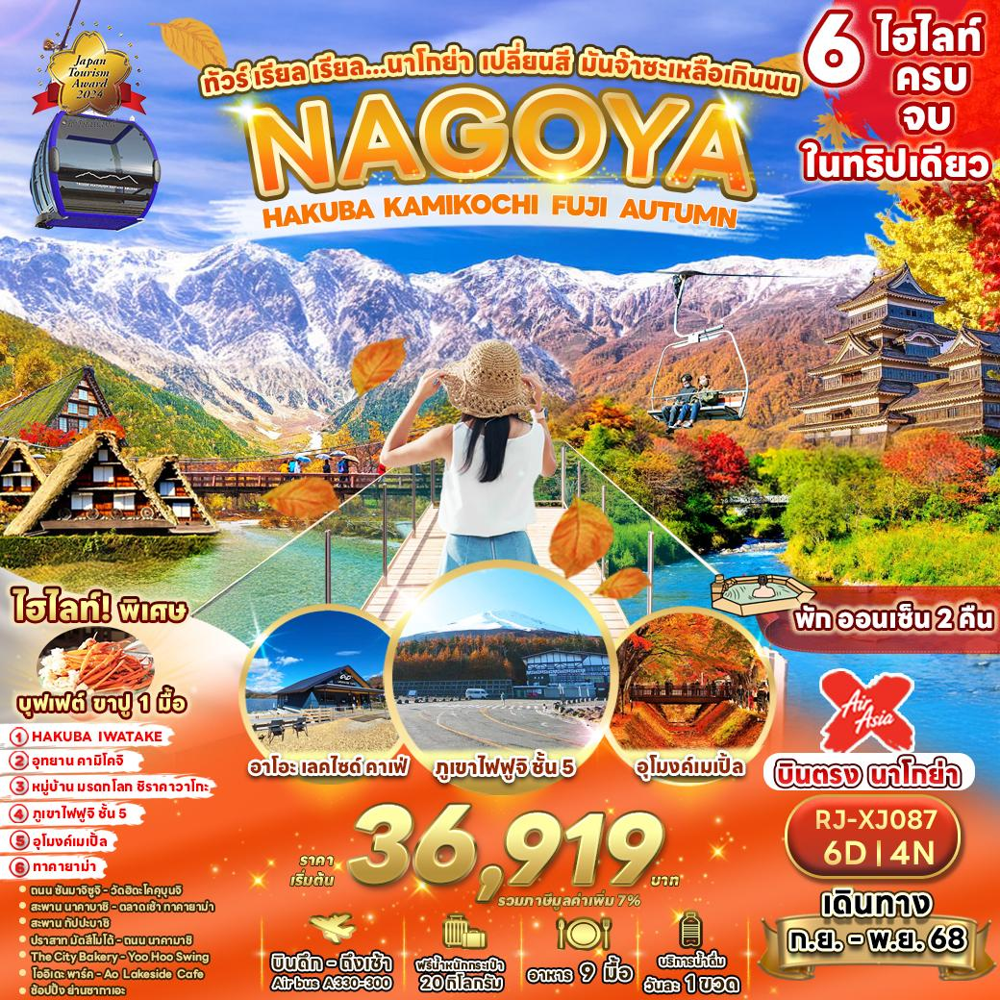 Japan
Tourism
Award
2024
ทัวร์ เรียล เรียล...นาโกย่า เปลี่ยนสี มันจ้าซะเหลือเกินนน
NAGOYA
HAKUBA KAMIKOCHI FUJI AUTUMN
6 ไฮไลท์
ครบ
จบ
ในทริปเดียว
ไฮไลท์! พิเศษ
บุฟเฟต์ ขาปู 1 มื้อ
1 HAKUBA IWATAKE
2 อุทยาน คามิโคจิ
3 หมู่บ้าน มรดกโลก ชิราคาวาโกะ
4 ภูเขาไฟฟูจิ ชั้น 5
5 อุโมงค์เมเปิ้ล
6 ทาคายาม่า
ถนน ซันมาจิซูจิ - วัดฮิดะโคคุบุนจิ
สะพาน นาคาบาชิ - ตลาดเช้า ทาคายาม่า
สะพาน กัปปะบาชิ
ปราสาท มัตสึโมโต้ - ถนน นาคามาชิ
The City Bakery - Yoo Hoo Swing
โออิเดะ พาร์ค - Ao Lakeside Cafe
ช้อปปิ้ง ย่านซากาเอะ
อาโอะ เลคไซด์ คาเฟ่
ภูเขาไฟฟูจิ ชั้น 5
อุโมงค์เมเปิ้ล
พัก ออนเซ็น 2 คืน
Air
Asia
X
บินตรง นาโกย่า
RJ-XJ087
6D | 4N
เดินทาง
ก.ย. - พ.ย. 68
ราคา
เริ่มต้น
36,919
บาท
รวมภาษีมูลค่าเพิ่ม 7%
บินดึก - ถึงเช้า
Airbus A330-300
ฟรีน้ำหนักกระเป๋า
20 กิโลกรัม
อาหาร 9 มื้อ
บริการน้ำดื่ม
วันละ 1 ขวด